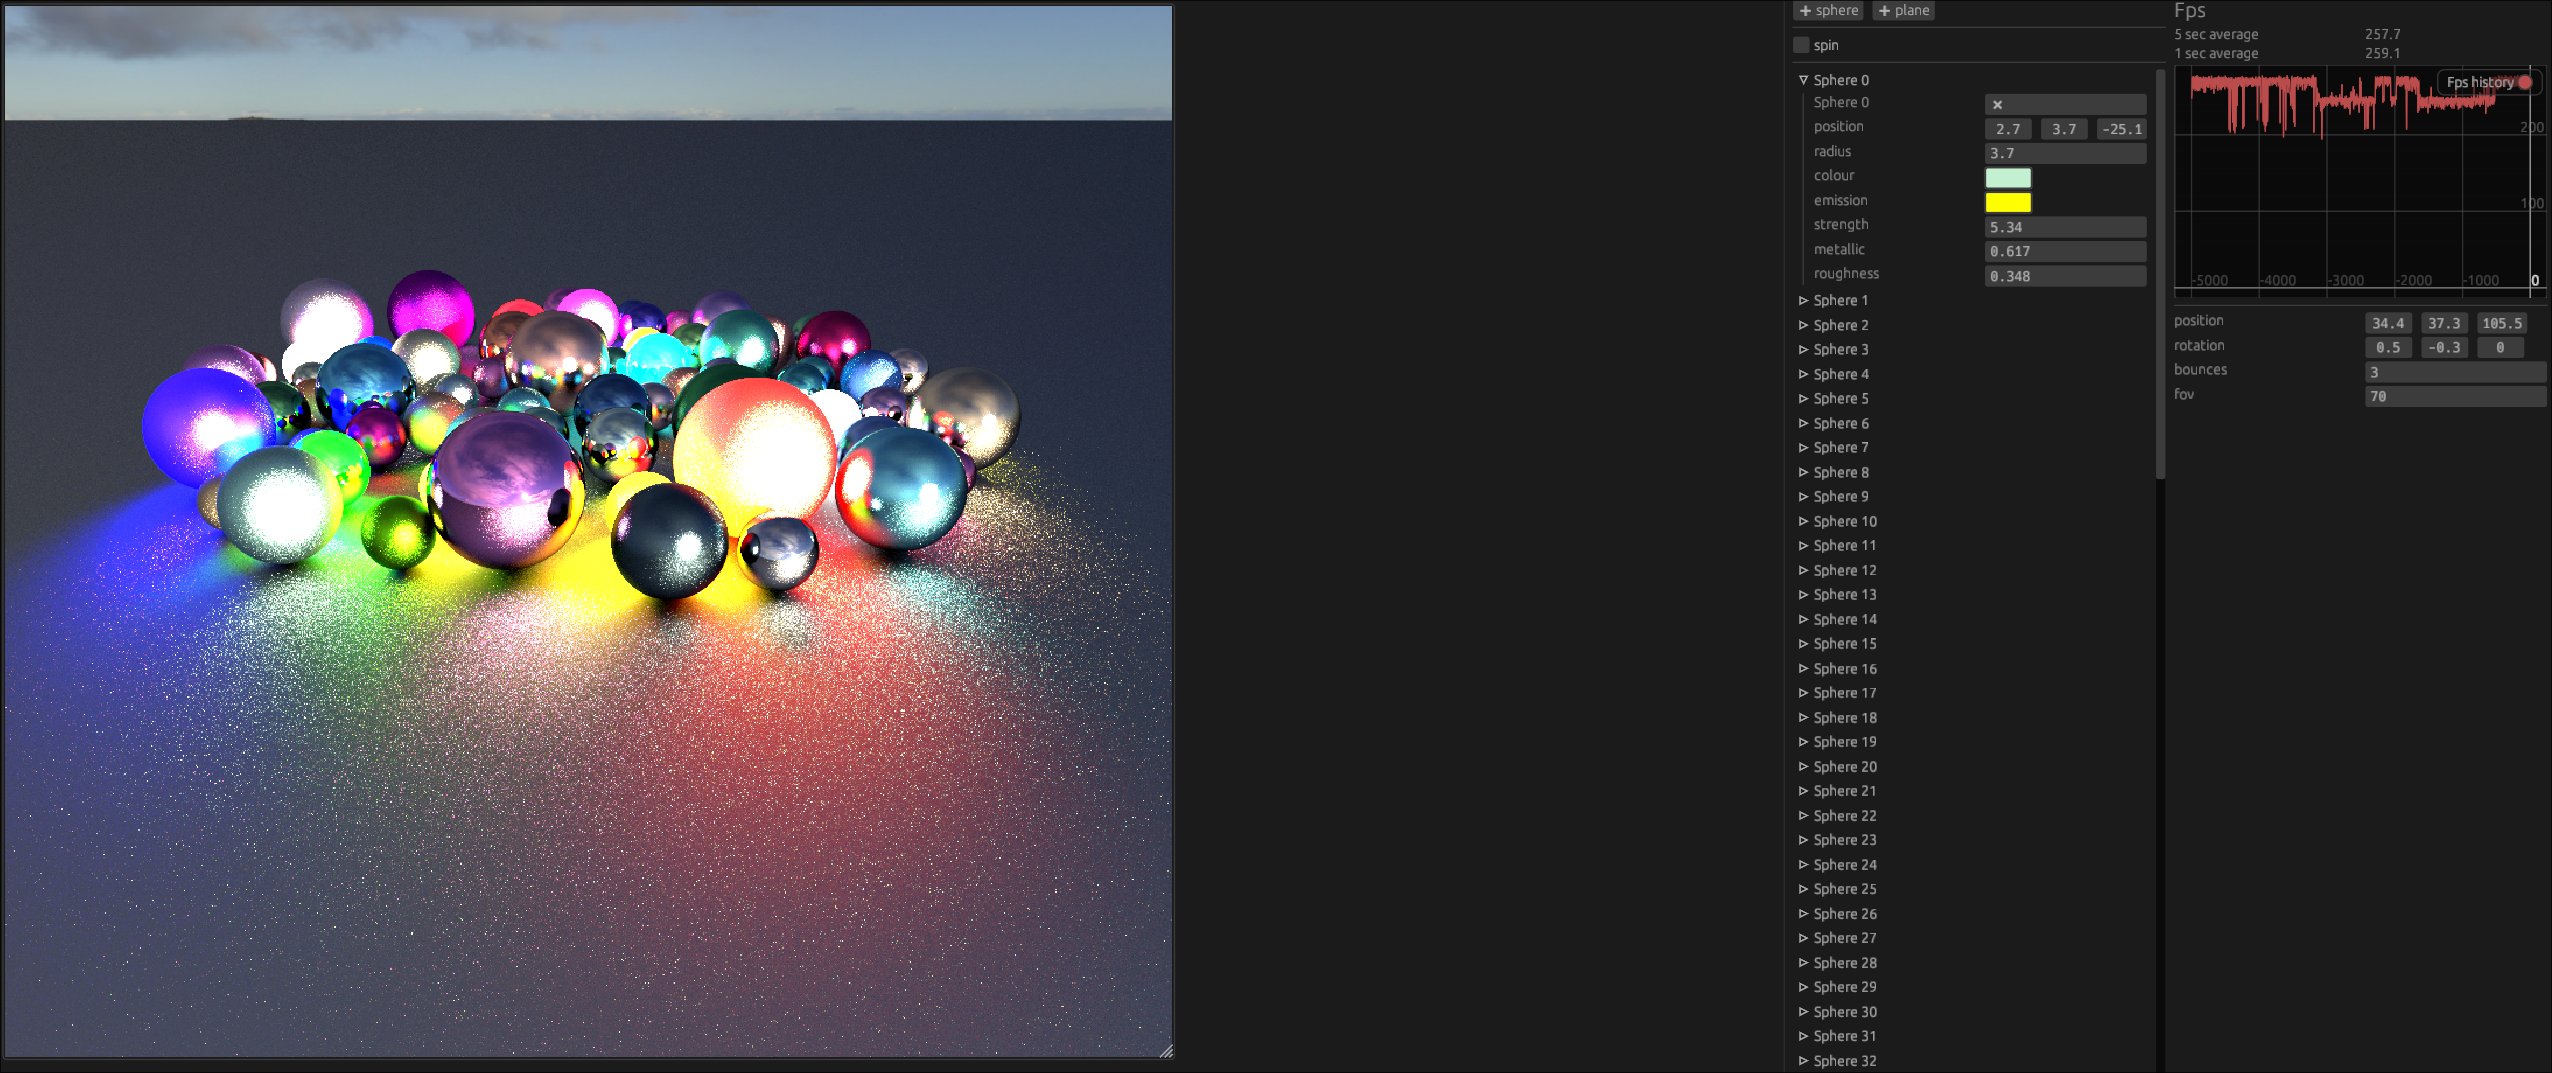 + sphere + plane
spin
Sphere 0
Sphere 0 ×
position 2.7 3.7 -25.1
radius 3.7
colour
emission
strength 5.34
metallic 0.617
roughness 0.348
Sphere 1
Sphere 2
Sphere 3
Sphere 4
Sphere 5
Sphere 6
Sphere 7
Sphere 8
Sphere 9
Sphere 10
Sphere 11
Sphere 12
Sphere 13
Sphere 14
Sphere 15
Sphere 16
Sphere 17
Sphere 18
Sphere 19
Sphere 20
Sphere 21
Sphere 22
Sphere 23
Sphere 24
Sphere 25
Sphere 26
Sphere 27
Sphere 28
Sphere 29
Sphere 30
Sphere 31
Sphere 32
Fps
5 sec average 257.7
1 sec average 259.1
Fps history
200
100
-5000 -4000 -3000 -2000 -1000 0
position 34.4 37.3 105.5
rotation 0.5 -0.3 0
bounces 3
fov 70